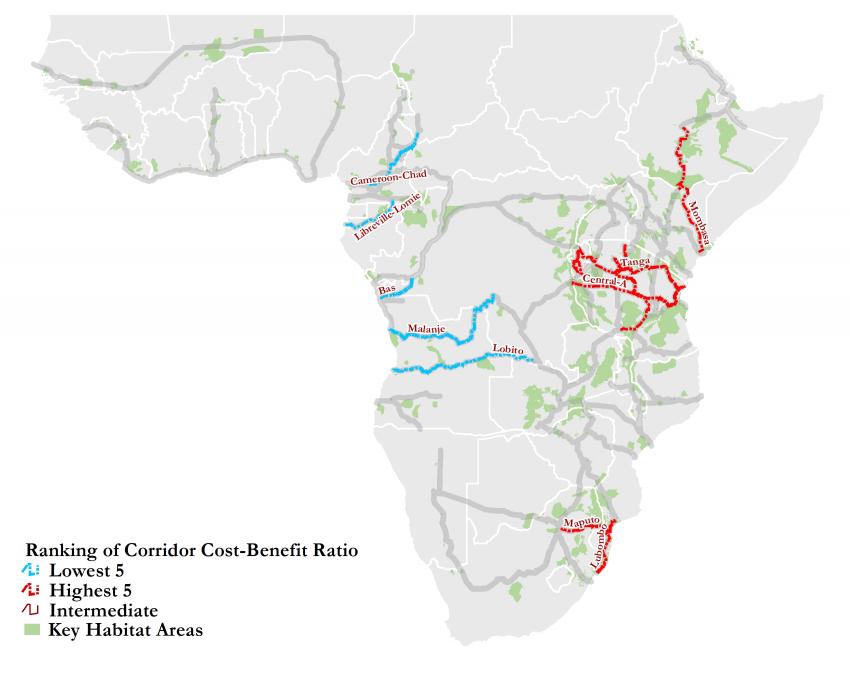 Cameroon-Chad
Libreville-Lomie
Mombasa
Tanga
Central-A
Bas
Malanje
Lobito
Maputo
Lubombo
Ranking of Corridor Cost-Benefit Ratio
Lowest 5
Highest 5
Intermediate
Key Habitat Areas